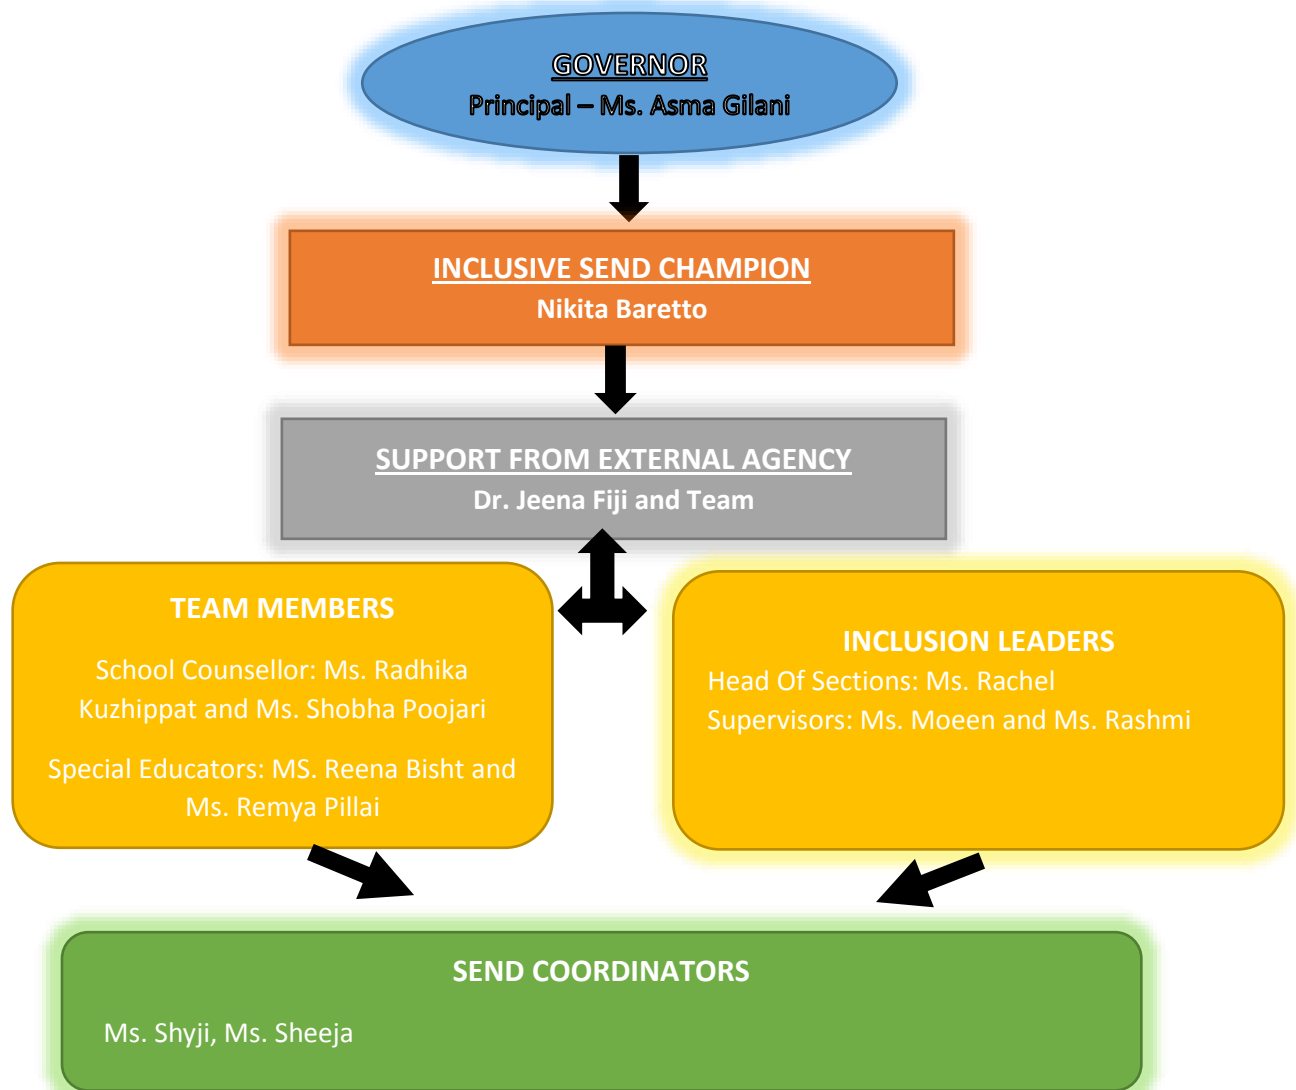 GOVERNOR
Principal – Ms. Asma Gilani
INCLUSIVE SEND CHAMPION
Nikita Baretto
SUPPORT FROM EXTERNAL AGENCY
Dr. Jeena Fiji and Team
TEAM MEMBERS
School Counsellor: Ms. Radhika
Kuzhippat and Ms. Shobha Poojari
Special Educators: MS. Reena Bisht and
Ms. Remya Pillai
INCLUSION LEADERS
Head Of Sections: Ms. Rachel
Supervisors: Ms. Moeen and Ms. Rashmi
SEND COORDINATORS
Ms. Shyji, Ms. Sheeja